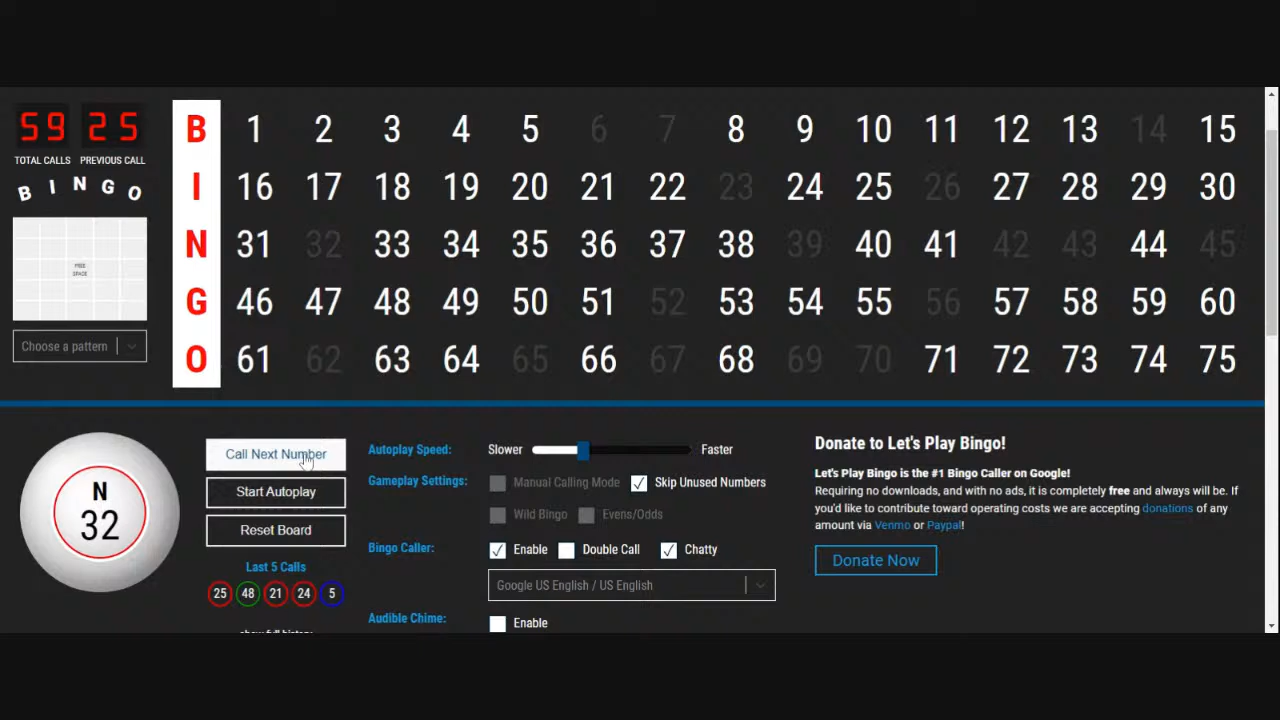 59 25
TOTAL CALLS PREVIOUS CALL
B I N G O
FREE
SPACE
Choose a pattern
B 1 2 3 4 5 6 7 8 9 10 11 12 13 14 15
I 16 17 18 19 20 21 22 23 24 25 26 27 28 29 30
N 31 32 33 34 35 36 37 38 39 40 41 42 43 44 45
G 46 47 48 49 50 51 52 53 54 55 56 57 58 59 60
O 61 62 63 64 65 66 67 68 69 70 71 72 73 74 75
N
32
Call Next Number
Start Autoplay
Reset Board
Last 5 Calls
25 48 21 24 5
show full history
Autoplay Speed: Slower Faster
Gameplay Settings: Manual Calling Mode Skip Unused Numbers
Wild Bingo Evens/Odds
Bingo Caller: Enable Double Call Chatty
Google US English / US English
Audible Chime: Enable
Donate to Let's Play Bingo!
Let's Play Bingo is the #1 Bingo Caller on Google!
Requiring no downloads, and with no ads, it is completely free and always will be. If
you'd like to contribute toward operating costs we are accepting donations of any
amount via Venmo or Paypal!
Donate Now